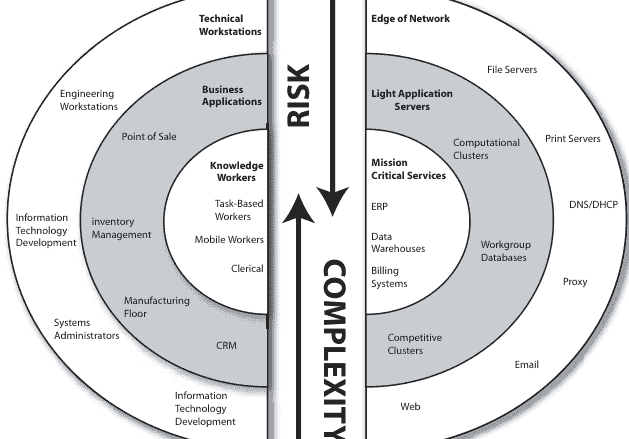 Technical
Workstations
Engineering
Workstations
Business
Applications
Point of Sale
Knowledge
Workers
Task-Based
Workers
Mobile Workers
Clerical
Information
Technology
Development
inventory
Management
Manufacturing
Floor
Systems
Administrators
CRM
Information
Technology
Development
RISK
COMPLEXITY
Edge of Network
File Servers
Light Application
Servers
Computational
Clusters
Print Servers
Mission
Critical Services
ERP
DNS/DHCP
Data
Warehouses
Workgroup
Databases
Billing
Systems
Proxy
Competitive
Clusters
Email
Web